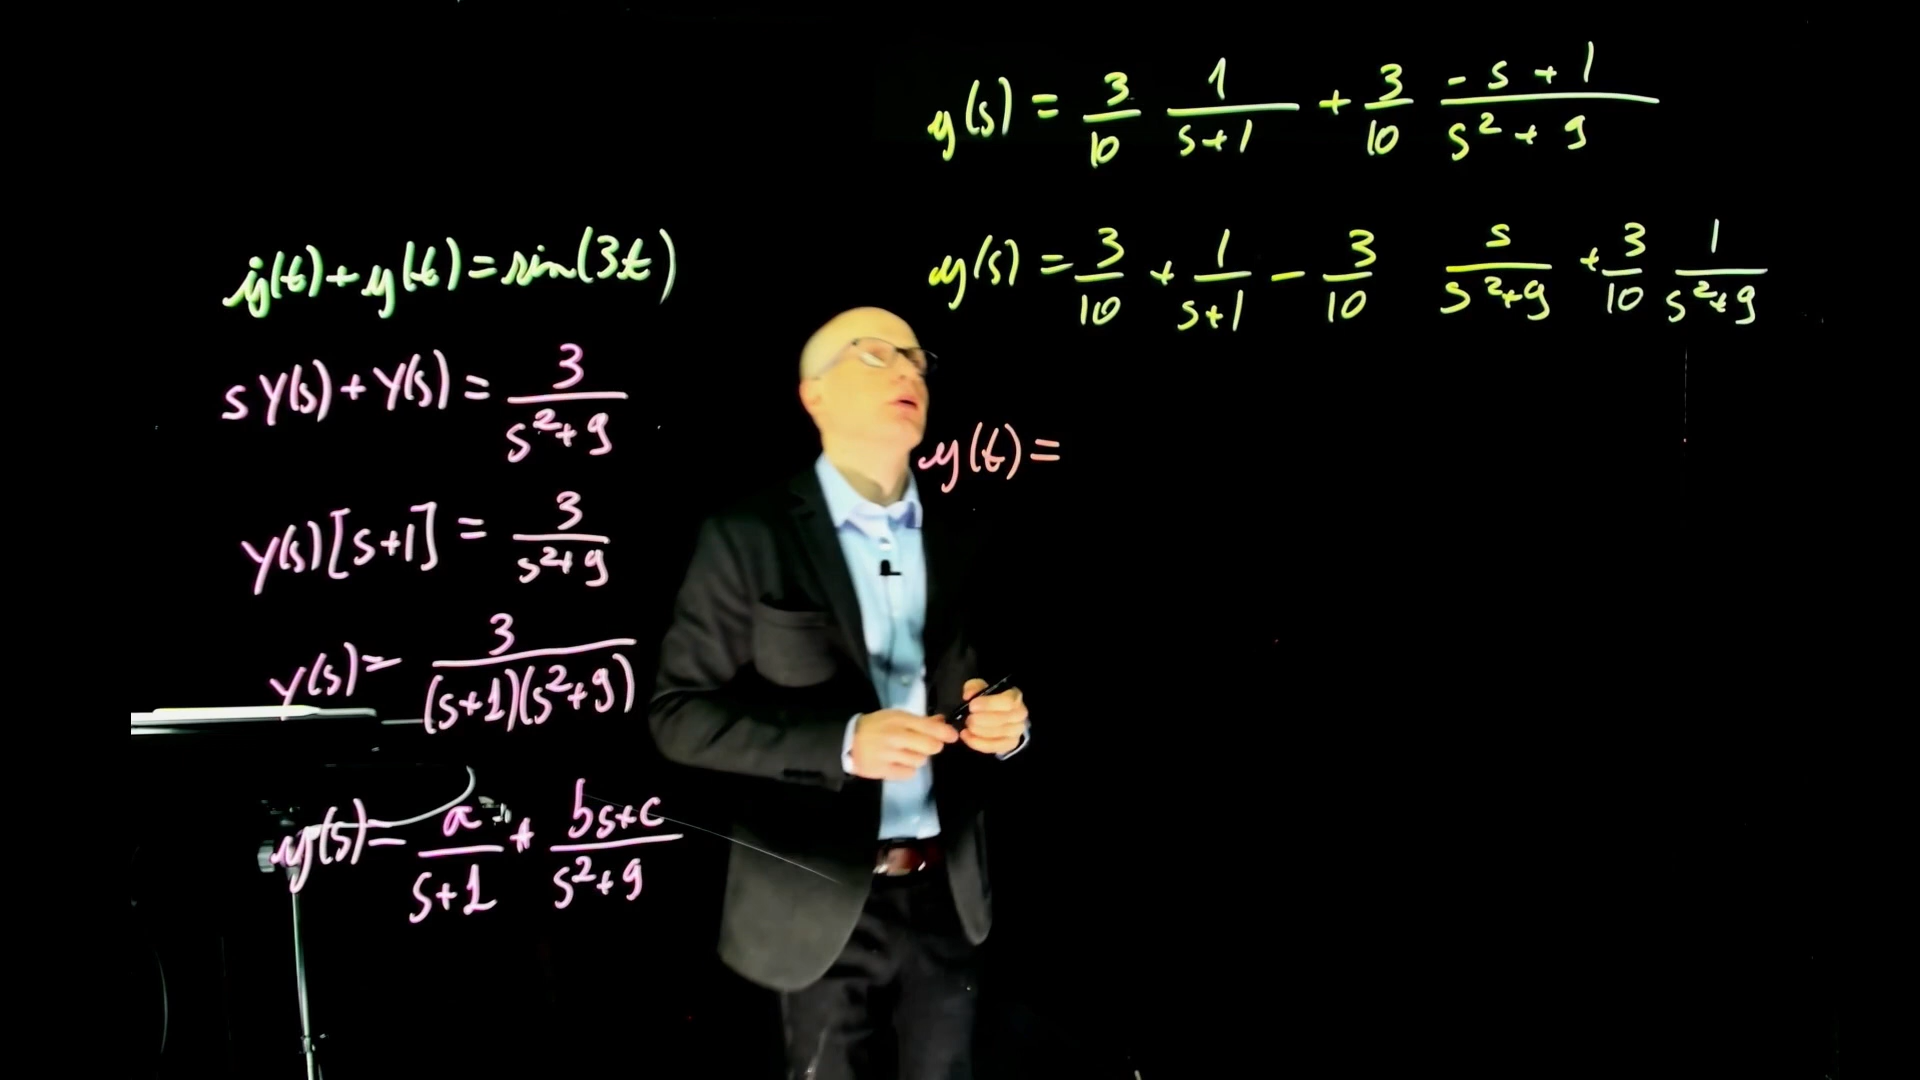 ẏ(t) + y(t) = sin(3t)
sY(s) + Y(s) = 3/(s²+9)
Y(s)[s+1] = 3/(s²+9)
Y(s) = 3/((s+1)(s²+9))
y(s) = a/(s+1) + (bs+c)/(s²+9)
y(s) = 3/10 1/(s+1) + 3/10 (-s+1)/(s²+9)
y(s) = 3/10 + 1/(s+1) - 3/10 s/(s²+9) + 3/10 1/(s²+9)
y(t) =